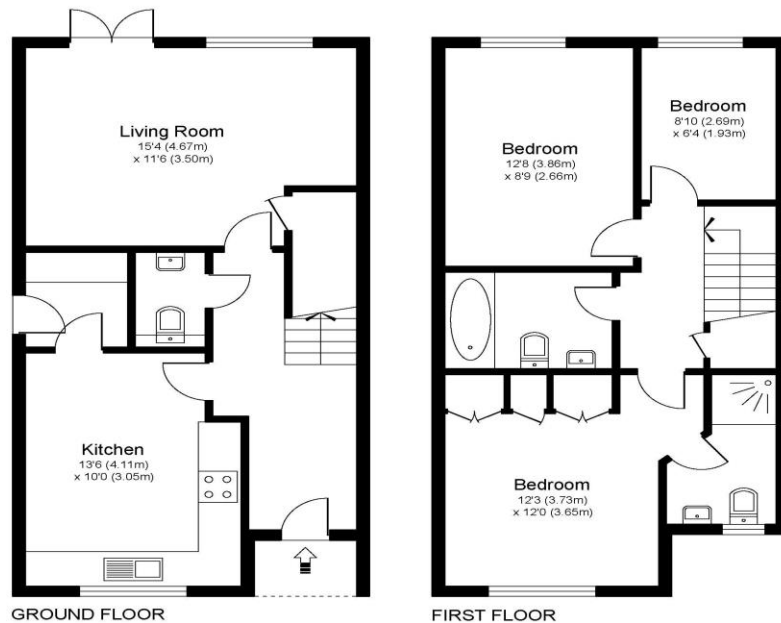 Living Room
15'4 (4.67m)
x 11'6 (3.50m)
Kitchen
13'6 (4.11m)
x 10'0 (3.05m)
GROUND FLOOR
Bedroom
12'8 (3.86m)
x 8'9 (2.66m)
Bedroom
8'10 (2.69m)
x 6'4 (1.93m)
Bedroom
12'3 (3.73m)
x 12'0 (3.65m)
FIRST FLOOR